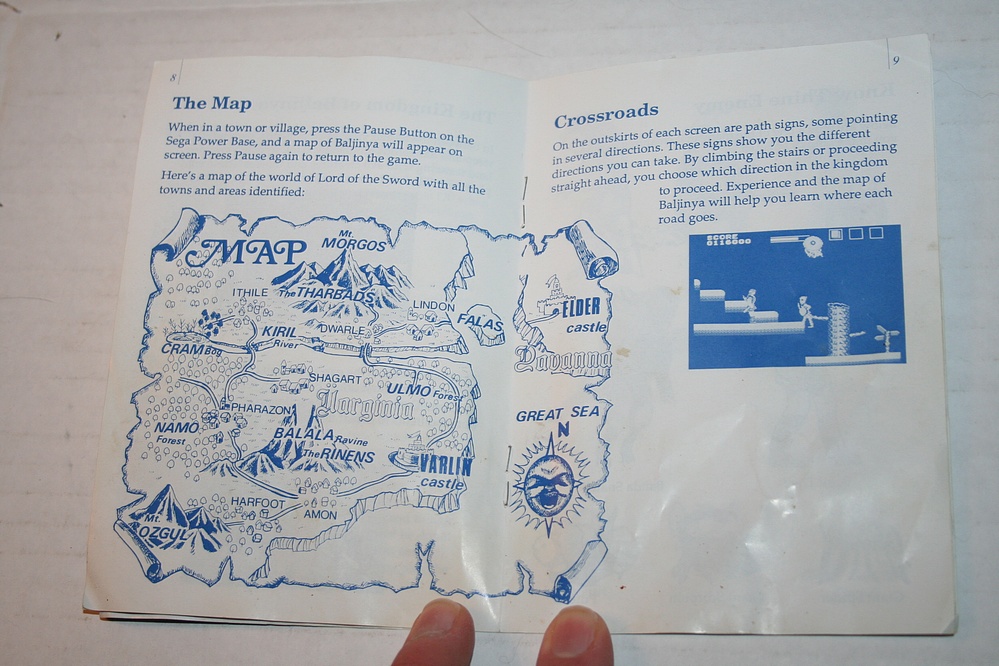 8
The Map
When in a town or village, press the Pause Button on the
Sega Power Base, and a map of Baljinya will appear on
screen. Press Pause again to return to the game.
Here's a map of the world of Lord of the Sword with all the
towns and areas identified:
MAP
Mt.
MORGOS
ITHILE
The THARBADS
LINDON
FALAS
KIRIL
River
DWARLE
CRAM Bog
SHAGART
ULMO Forest
PHARAZON
Varginia
NAMO
Forest
BALALA Ravine
The RINENS
VARLIN
castle
HARFOOT
AMON
Mt.
OZGUL
ELDER
castle
Davanna
GREAT SEA
N
9
Crossroads
On the outskirts of each screen are path signs, some pointing
in several directions. These signs show you the different
directions you can take. By climbing the stairs or proceeding
straight ahead, you choose which direction in the kingdom
to proceed. Experience and the map of
Baljinya will help you learn where each
road goes.
SCORE
0116000